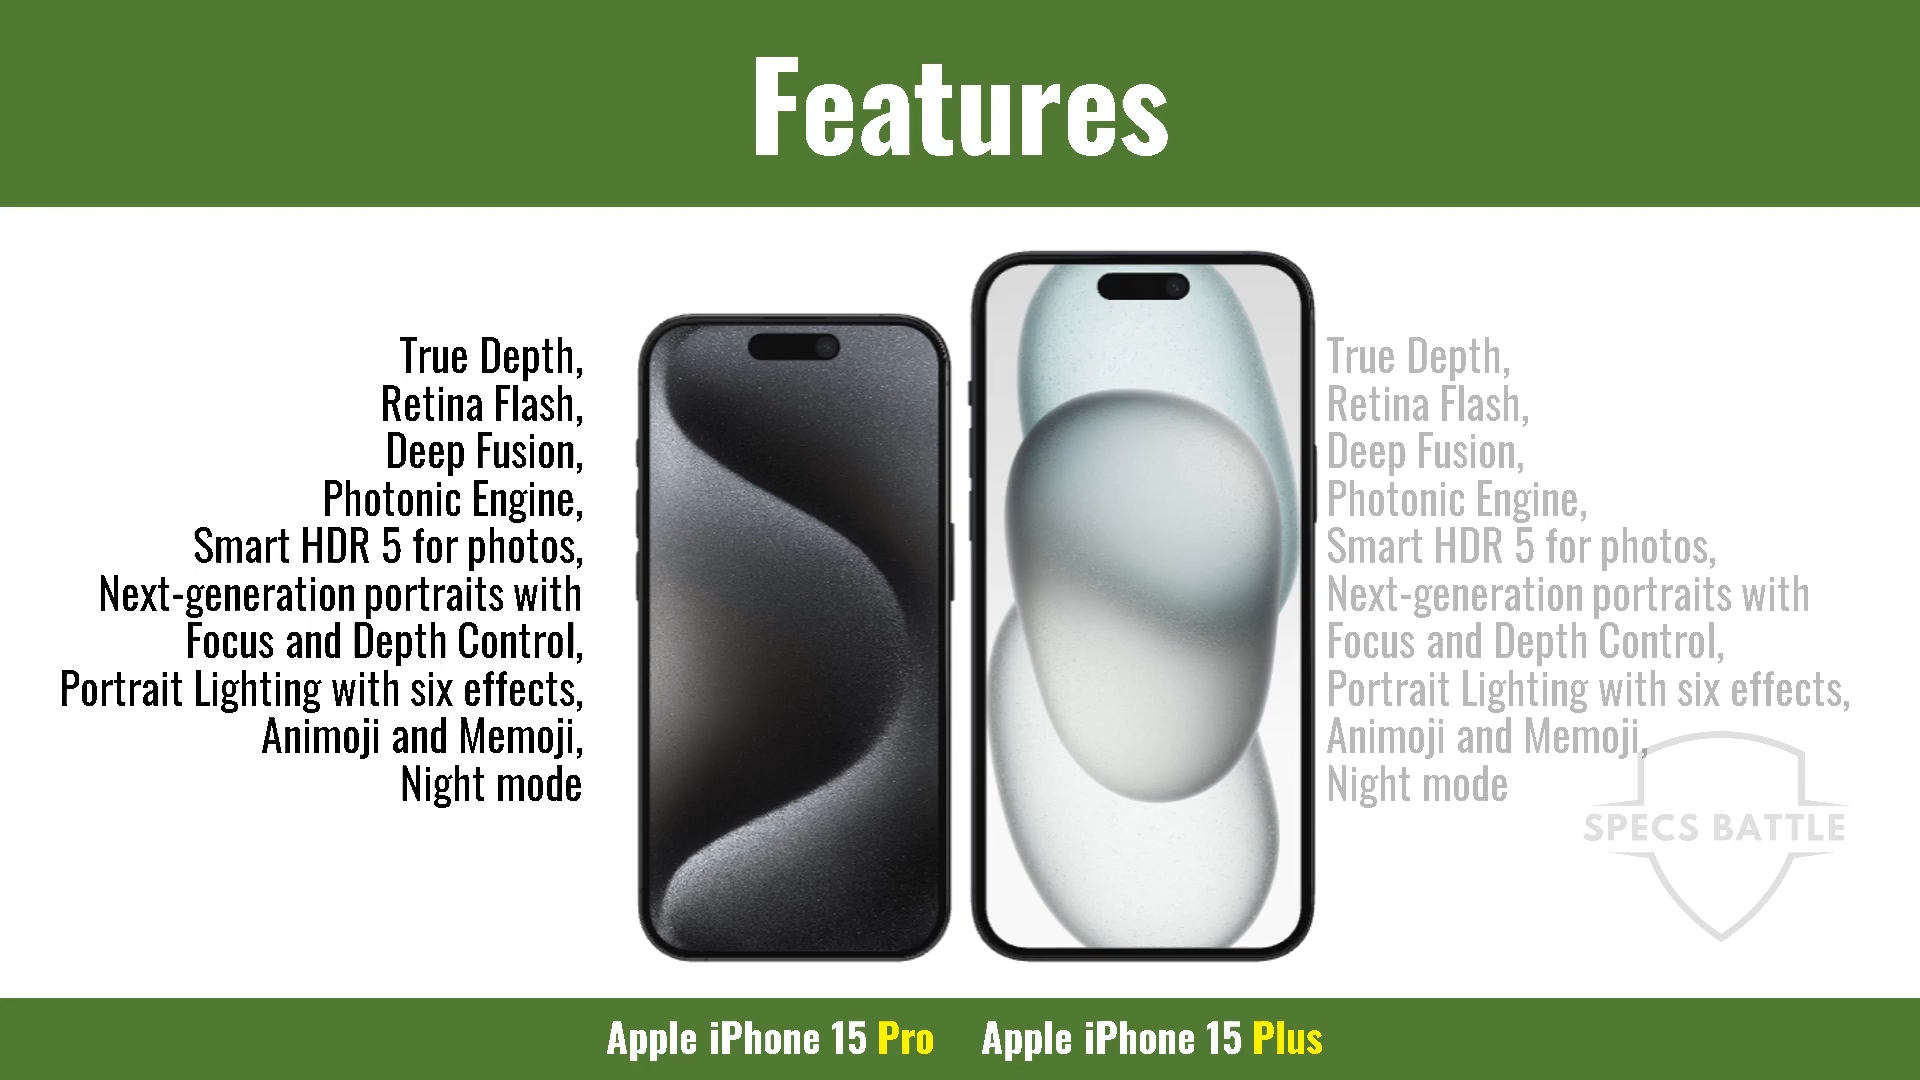 Features
True Depth,
Retina Flash,
Deep Fusion,
Photonic Engine,
Smart HDR 5 for photos,
Next-generation portraits with
Focus and Depth Control,
Portrait Lighting with six effects,
Animoji and Memoji,
Night mode
True Depth,
Retina Flash,
Deep Fusion,
Photonic Engine,
Smart HDR 5 for photos,
Next-generation portraits with
Focus and Depth Control,
Portrait Lighting with six effects,
Animoji and Memoji,
Night mode
SPECS BATTLE
Apple iPhone 15 Pro
Apple iPhone 15 Plus